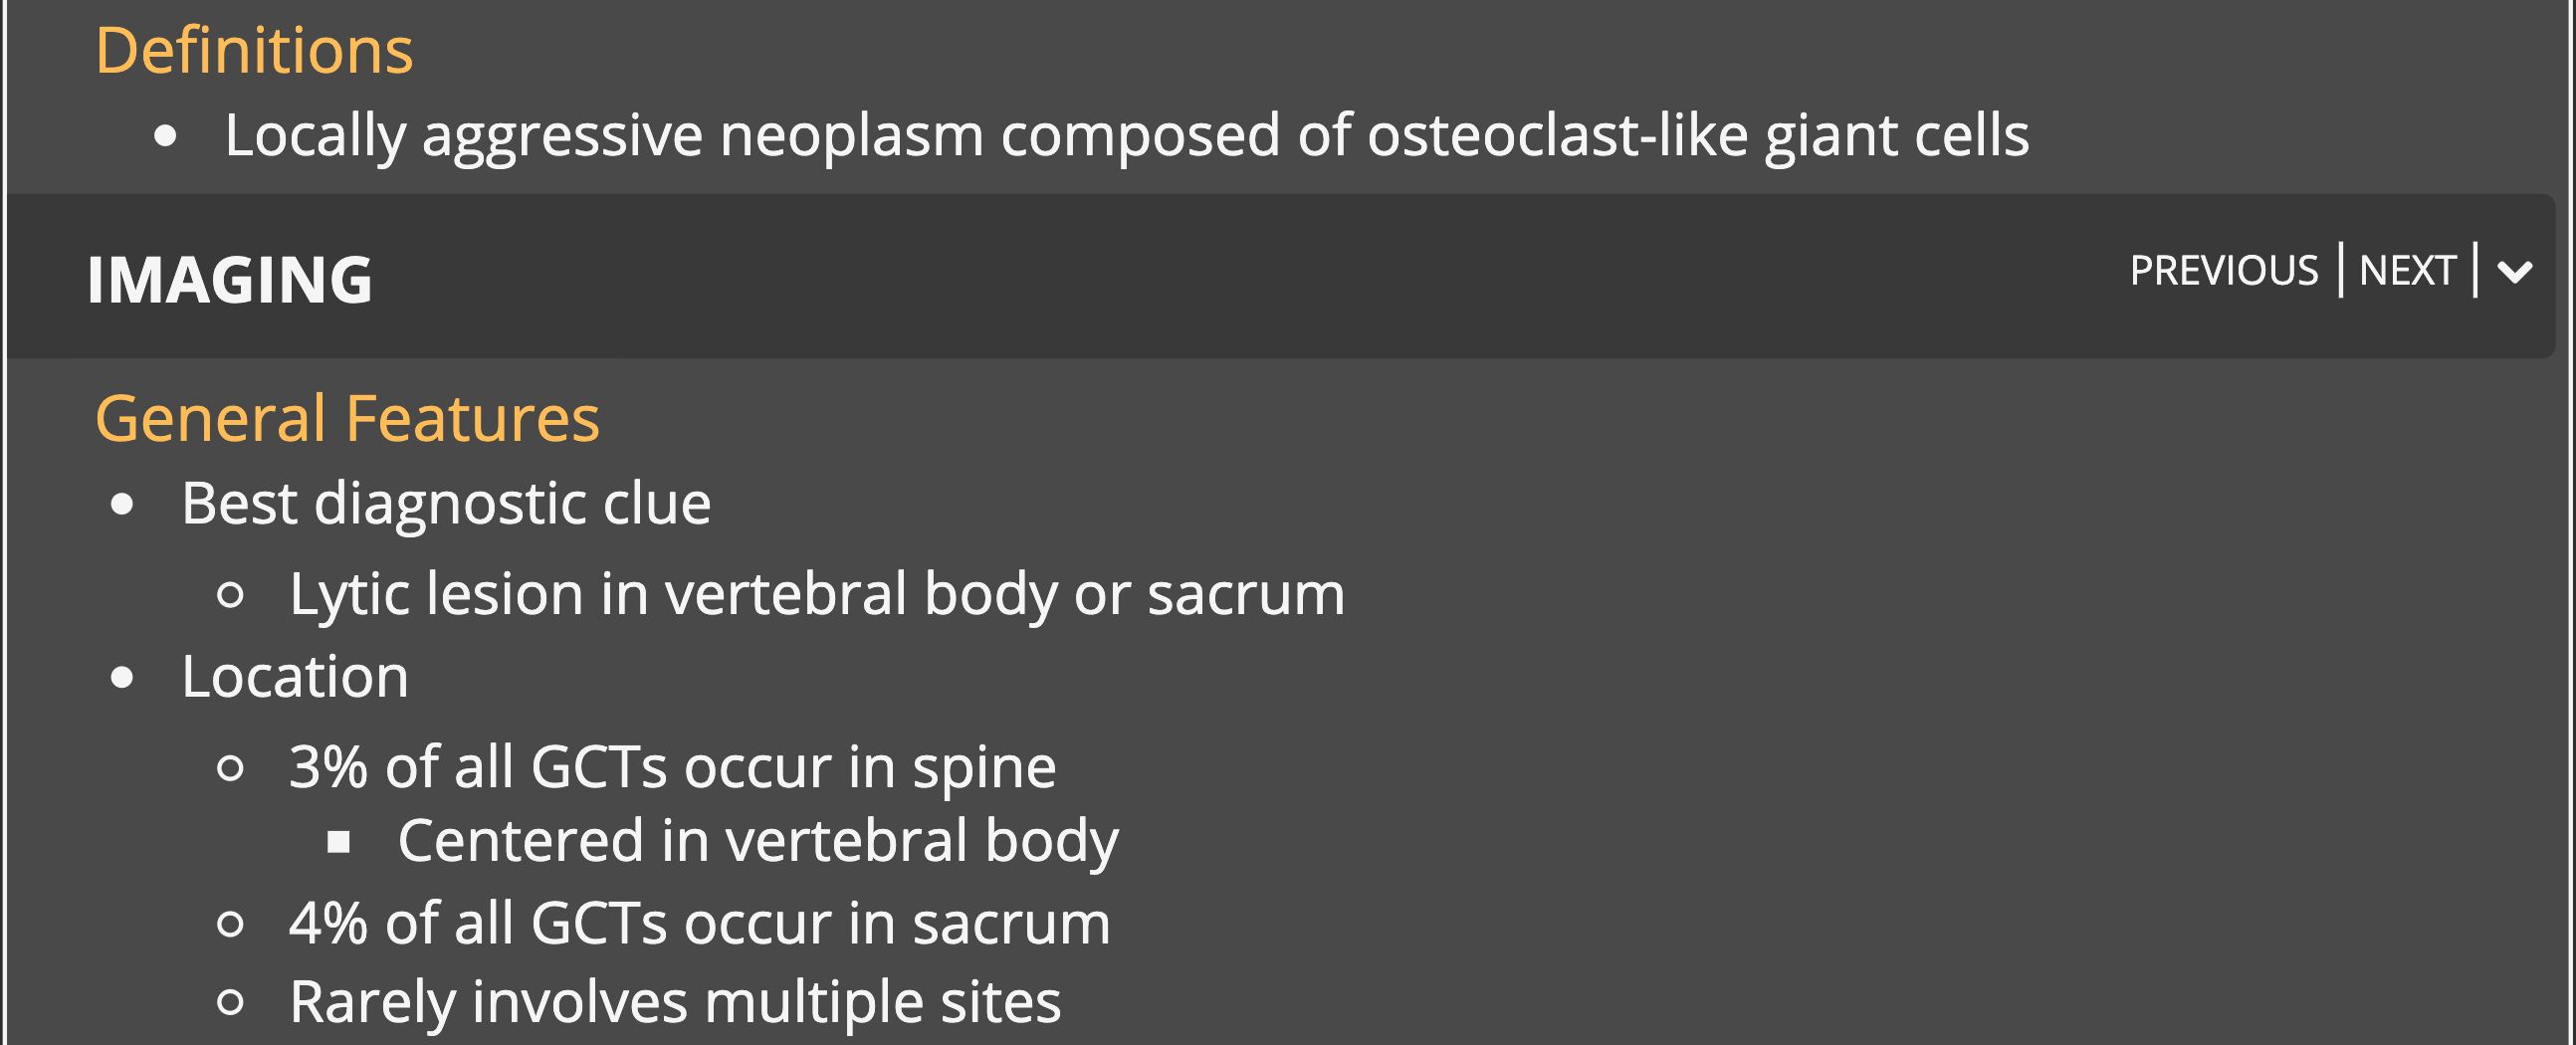 Definitions
• Locally aggressive neoplasm composed of osteoclast-like giant cells
IMAGING
PREVIOUS | NEXT |
General Features
• Best diagnostic clue
○ Lytic lesion in vertebral body or sacrum
• Location
○ 3% of all GCTs occur in spine
▪ Centered in vertebral body
○ 4% of all GCTs occur in sacrum
○ Rarely involves multiple sites